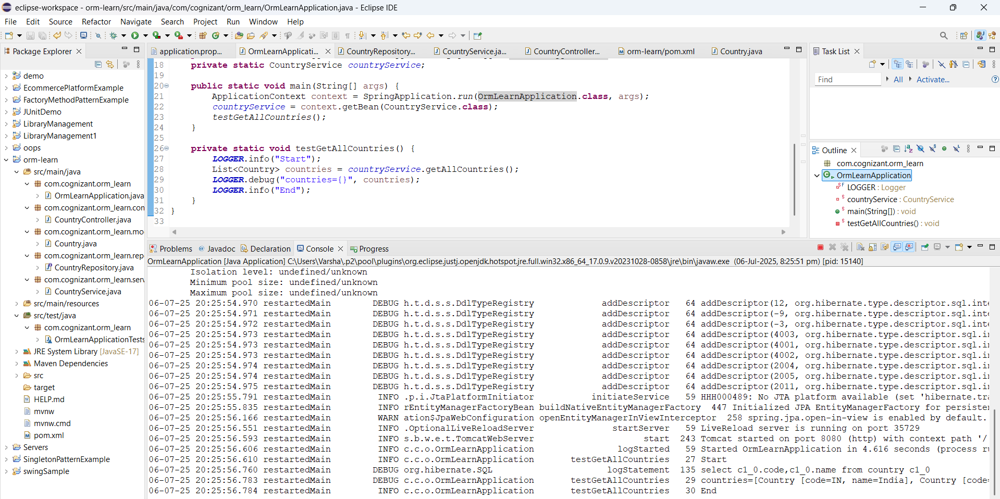 eclipse-workspace - orm-learn/src/main/java/com/cognizant/orm_learn/OrmLearnApplication.java - Eclipse IDE
File Edit Source Refactor Navigate Search Project Run Window Help
Package Explorer
demo
EcommercePlatformExample
FactoryMethodPatternExample
JUnitDemo
LibraryManagement
LibraryManagement1
oops
orm-learn
src/main/java
com.cognizant.orm_learn
OrmLearnApplication.java
com.cognizant.orm_learn.con
CountryController.java
com.cognizant.orm_learn.mo
Country.java
com.cognizant.orm_learn.rep
CountryRepository.java
com.cognizant.orm_learn.serv
CountryService.java
src/main/resources
src/test/java
com.cognizant.orm_learn
OrmLearnApplicationTests
JRE System Library [JavaSE-17]
Maven Dependencies
src
target
HELP.md
mvnw
mvnw.cmd
pom.xml
Servers
SingletonPatternExample
swingSample
application.prop... OrmLearnApplicati... CountryRepository... CountryService.ja... CountryController... orm-learn/pom.xml Country.java
18 private static CountryService countryService;
19
20 public static void main(String[] args) {
21 ApplicationContext context = SpringApplication.run(OrmLearnApplication.class, args);
22 countryService = context.getBean(CountryService.class);
23 testGetAllCountries();
24 }
25
26 private static void testGetAllCountries() {
27 LOGGER.info("Start");
28 List<Country> countries = countryService.getAllCountries();
29 LOGGER.debug("countries={}", countries);
30 LOGGER.info("End");
31 }
32 }
33
Task List
Find All Activate...
Outline
com.cognizant.orm_learn
OrmLearnApplication
LOGGER : Logger
countryService : CountryService
main(String[]) : void
testGetAllCountries() : void
Problems Javadoc Declaration Console Progress
OrmLearnApplication [Java Application] C:\Users\Varsha\.p2\pool\plugins\org.eclipse.justj.openjdk.hotspot.jre.full.win32.x86_64_17.0.9.v20231028-0858\jre\bin\javaw.exe (06-Jul-2025, 8:25:51 pm) [pid: 15140]
Isolation level: undefined/unknown
Minimum pool size: undefined/unknown
Maximum pool size: undefined/unknown
06-07-25 20:25:54.970 restartedMain DEBUG h.t.d.s.s.DdlTypeRegistry addDescriptor 64 addDescriptor(12, org.hibernate.type.descriptor.sql.inte
06-07-25 20:25:54.971 restartedMain DEBUG h.t.d.s.s.DdlTypeRegistry addDescriptor 64 addDescriptor(-9, org.hibernate.type.descriptor.sql.inte
06-07-25 20:25:54.972 restartedMain DEBUG h.t.d.s.s.DdlTypeRegistry addDescriptor 64 addDescriptor(-3, org.hibernate.type.descriptor.sql.inte
06-07-25 20:25:54.973 restartedMain DEBUG h.t.d.s.s.DdlTypeRegistry addDescriptor 64 addDescriptor(4003, org.hibernate.type.descriptor.sql.in
06-07-25 20:25:54.973 restartedMain DEBUG h.t.d.s.s.DdlTypeRegistry addDescriptor 64 addDescriptor(4001, org.hibernate.type.descriptor.sql.in
06-07-25 20:25:54.973 restartedMain DEBUG h.t.d.s.s.DdlTypeRegistry addDescriptor 64 addDescriptor(4002, org.hibernate.type.descriptor.sql.in
06-07-25 20:25:54.974 restartedMain DEBUG h.t.d.s.s.DdlTypeRegistry addDescriptor 64 addDescriptor(2004, org.hibernate.type.descriptor.sql.in
06-07-25 20:25:54.974 restartedMain DEBUG h.t.d.s.s.DdlTypeRegistry addDescriptor 64 addDescriptor(2005, org.hibernate.type.descriptor.sql.in
06-07-25 20:25:54.975 restartedMain DEBUG h.t.d.s.s.DdlTypeRegistry addDescriptor 64 addDescriptor(2011, org.hibernate.type.descriptor.sql.in
06-07-25 20:25:55.791 restartedMain INFO .p.i.JtaPlatformInitiator initiateService 59 HHH000489: No JTA platform available (set 'hibernate.tra
06-07-25 20:25:55.835 restartedMain INFO rEntityManagerFactoryBean buildNativeEntityManagerFactory 447 Initialized JPA EntityManagerFactory for persisten
06-07-25 20:25:56.166 restartedMain WARN ation$JpaWebConfiguration openEntityManagerInViewInterceptor 258 spring.jpa.open-in-view is enabled by default.
06-07-25 20:25:56.551 restartedMain INFO .OptionalLiveReloadServer startServer 59 LiveReload server is running on port 35729
06-07-25 20:25:56.593 restartedMain INFO s.b.w.e.t.TomcatWebServer start 243 Tomcat started on port 8080 (http) with context path '/
06-07-25 20:25:56.606 restartedMain INFO c.c.o.OrmLearnApplication logStarted 59 Started OrmLearnApplication in 4.616 seconds (process ru
06-07-25 20:25:56.610 restartedMain INFO c.c.o.OrmLearnApplication testGetAllCountries 27 Start
06-07-25 20:25:56.760 restartedMain DEBUG org.hibernate.SQL logStatement 135 select c1_0.code,c1_0.name from country c1_0
06-07-25 20:25:56.783 restartedMain DEBUG c.c.o.OrmLearnApplication testGetAllCountries 29 countries=[Country [code=IN, name=India], Country [code=
06-07-25 20:25:56.784 restartedMain INFO c.c.o.OrmLearnApplication testGetAllCountries 30 End